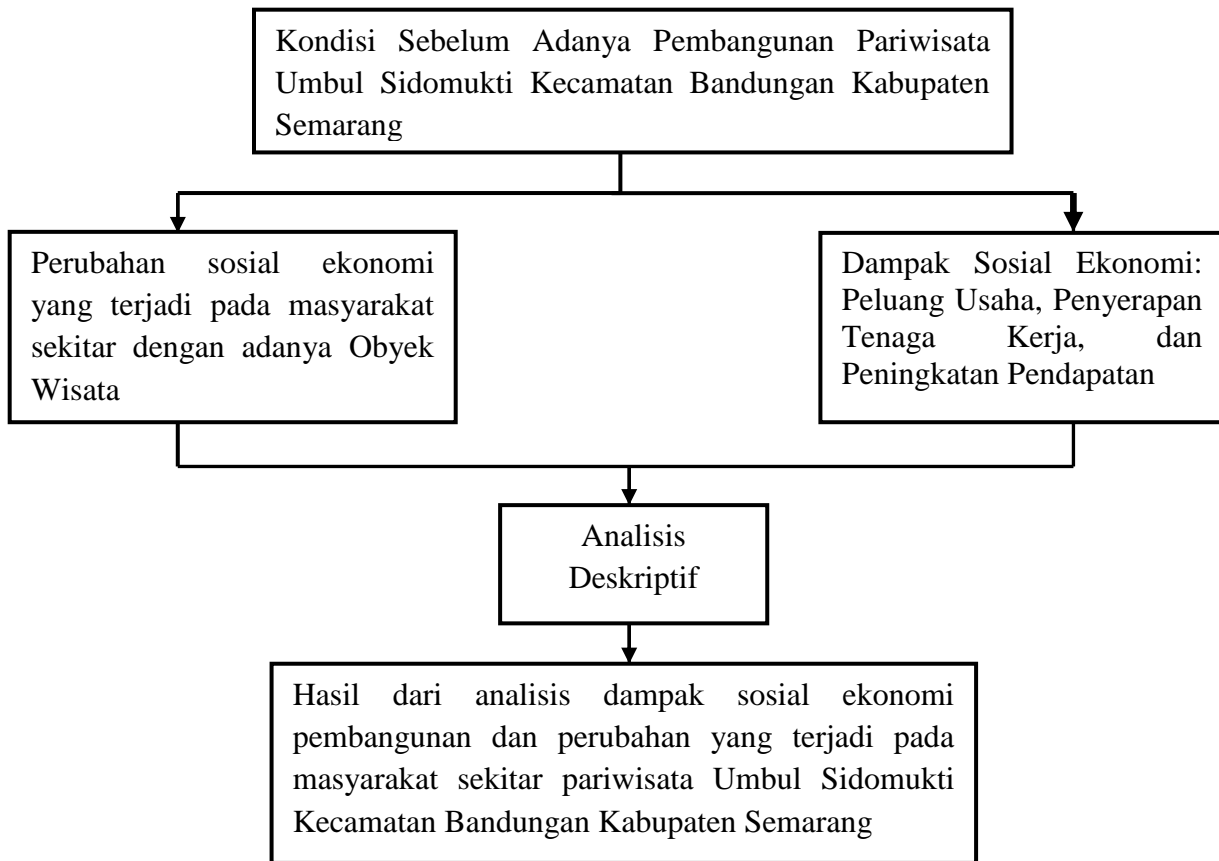 Kondisi Sebelum Adanya Pembangunan Pariwisata
Umbul Sidomukti Kecamatan Bandungan Kabupaten
Semarang
Perubahan sosial ekonomi
yang terjadi pada masyarakat
sekitar dengan adanya Obyek
Wisata
Dampak Sosial Ekonomi:
Peluang Usaha, Penyerapan
Tenaga Kerja, dan
Peningkatan Pendapatan
Analisis
Deskriptif
Hasil dari analisis dampak sosial ekonomi
pembangunan dan perubahan yang terjadi pada
masyarakat sekitar pariwisata Umbul Sidomukti
Kecamatan Bandungan Kabupaten Semarang